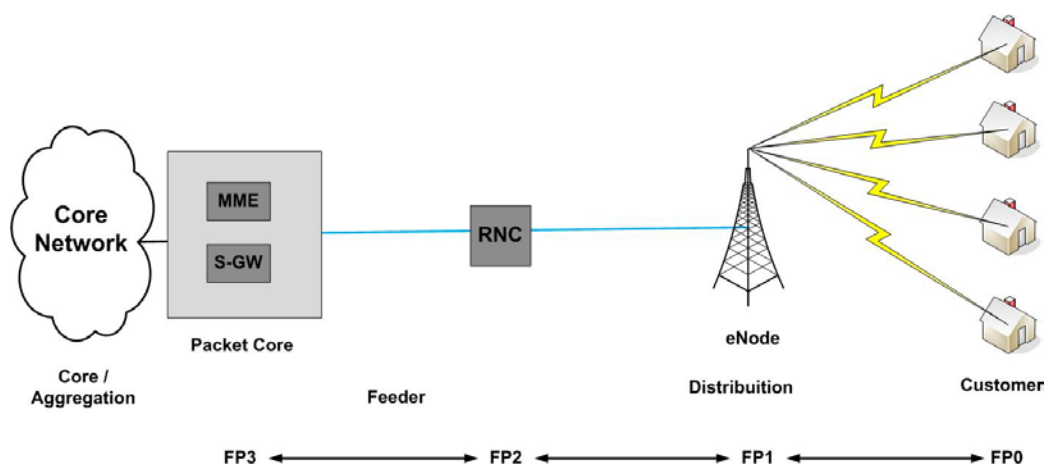 Core
Network
MME
S-GW
RNC
Packet Core
eNode
Core /
Aggregation
Feeder
Distribuition
Customer
FP3
FP2
FP1
FP0